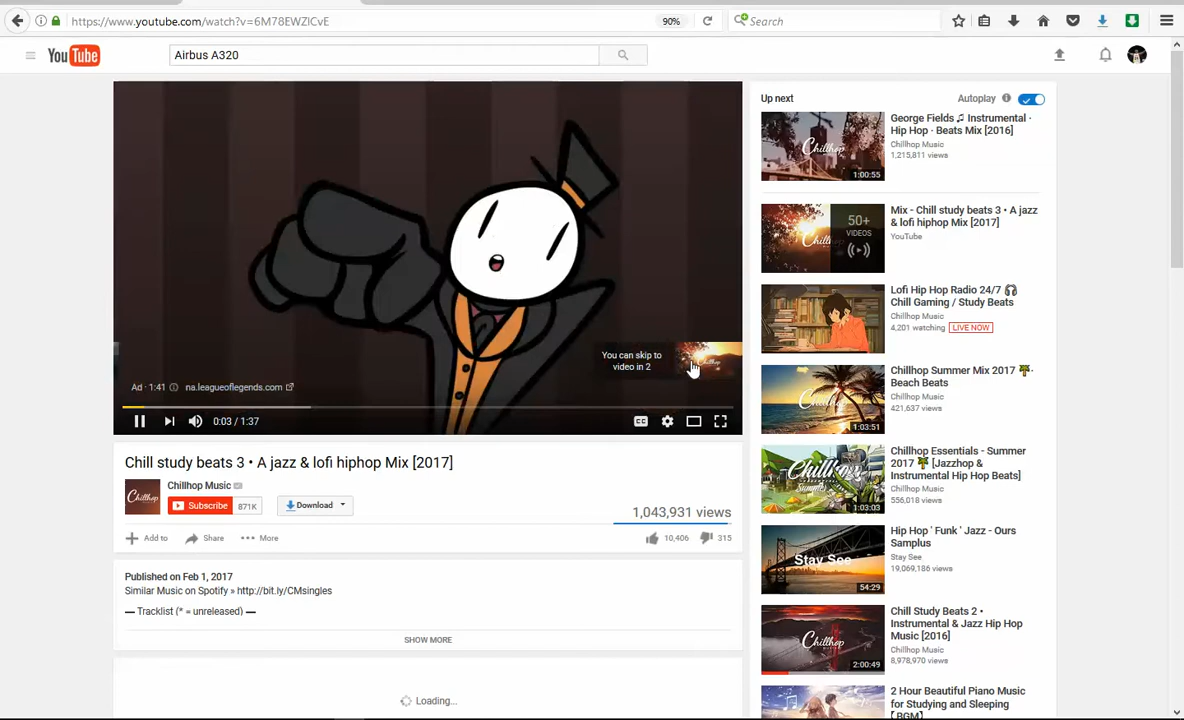 https://www.youtube.com/watch?v=6M78EWZICvE
90%
Search
YouTube
Airbus A320
You can skip to
video in 2
Ad · 1:41
na.leagueoflegends.com
0:03 / 1:37
CC
Chill study beats 3 • A jazz & lofi hiphop Mix [2017]
Chillhop
Chillhop Music
Subscribe
871K
Download
1,043,931 views
Add to
Share
More
10,406
315
Published on Feb 1, 2017
Similar Music on Spotify » http://bit.ly/CMsingles
— Tracklist (* = unreleased) —
SHOW MORE
Loading...
Up next
Autoplay
Chillhop
1:00:55
George Fields ♫ Instrumental ·
Hip Hop · Beats Mix [2016]
Chillhop Music
1,215,811 views
50+
VIDEOS
Mix - Chill study beats 3 • A jazz
& lofi hiphop Mix [2017]
YouTube
Lofi Hip Hop Radio 24/7 🎧
Chill Gaming / Study Beats
Chillhop Music
4,201 watching
LIVE NOW
1:03:51
Chillhop Summer Mix 2017 🌴·
Beach Beats
Chillhop Music
421,637 views
Chillhop
1:03:03
Chillhop Essentials - Summer
2017 🌴 [Jazzhop &
Instrumental Hip Hop Beats]
Chillhop Music
556,018 views
Stay See
54:29
Hip Hop ' Funk ' Jazz - Ours
Samplus
Stay See
19,069,186 views
Chillhop
2:00:49
Chill Study Beats 2 •
Instrumental & Jazz Hip Hop
Music [2016]
Chillhop Music
8,978,970 views
2 Hour Beautiful Piano Music
for Studying and Sleeping
【BGM】